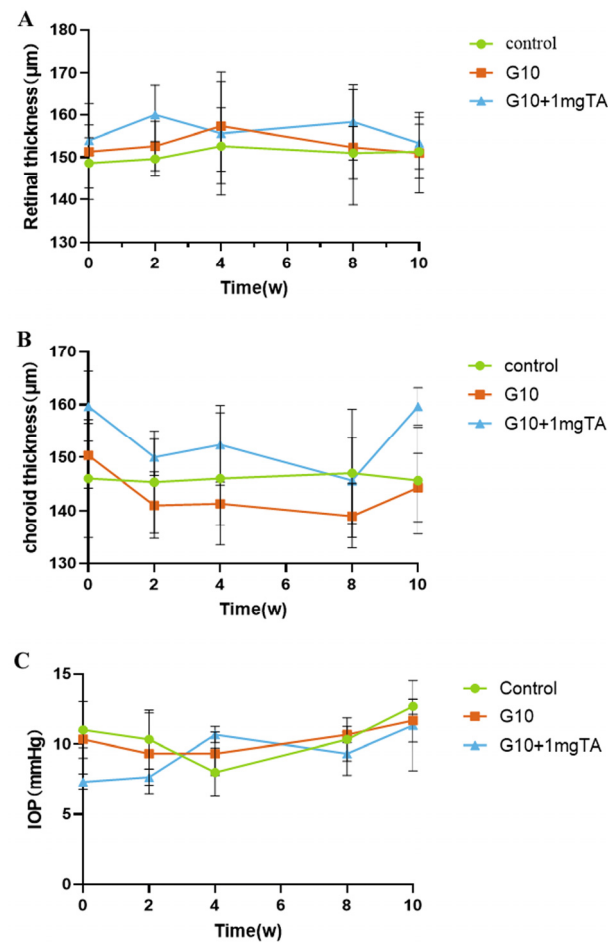 A
Retinal thickness(μm)
180
170
160
150
140
130
0 2 4 6 8 10
Time(w)
control
G10
G10+1mgTA
B
choroid thickness(μm)
170
160
150
140
130
0 2 4 6 8 10
Time(w)
control
G10
G10+1mgTA
C
IOP(mmHg)
15
10
5
0
0 2 4 6 8 10
Time(w)
Control
G10
G10+1mgTA